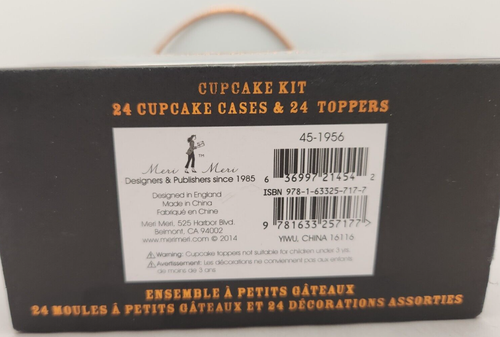 CUPCAKE KIT
24 CUPCAKE CASES & 24 TOPPERS
Meri Meri ™
Designers & Publishers since 1985
Designed in England
Made in China
Fabriqué en Chine
Meri Meri, 525 Harbor Blvd.
Belmont, CA 94002
www.merimeri.com © 2014
45-1956
6 36997 21454 2
ISBN 978-1-63325-717-7
9 781633 257177
YIWU, CHINA 16116
Warning: Cupcake toppers not suitable for children under 3 yrs.
Avertissement: Les décorations ne conviennent pas aux enfants
de moins de 3 ans
ENSEMBLE À PETITS GÂTEAUX
24 MOULES À PETITS GÂTEAUX ET 24 DÉCORATIONS ASSORTIES